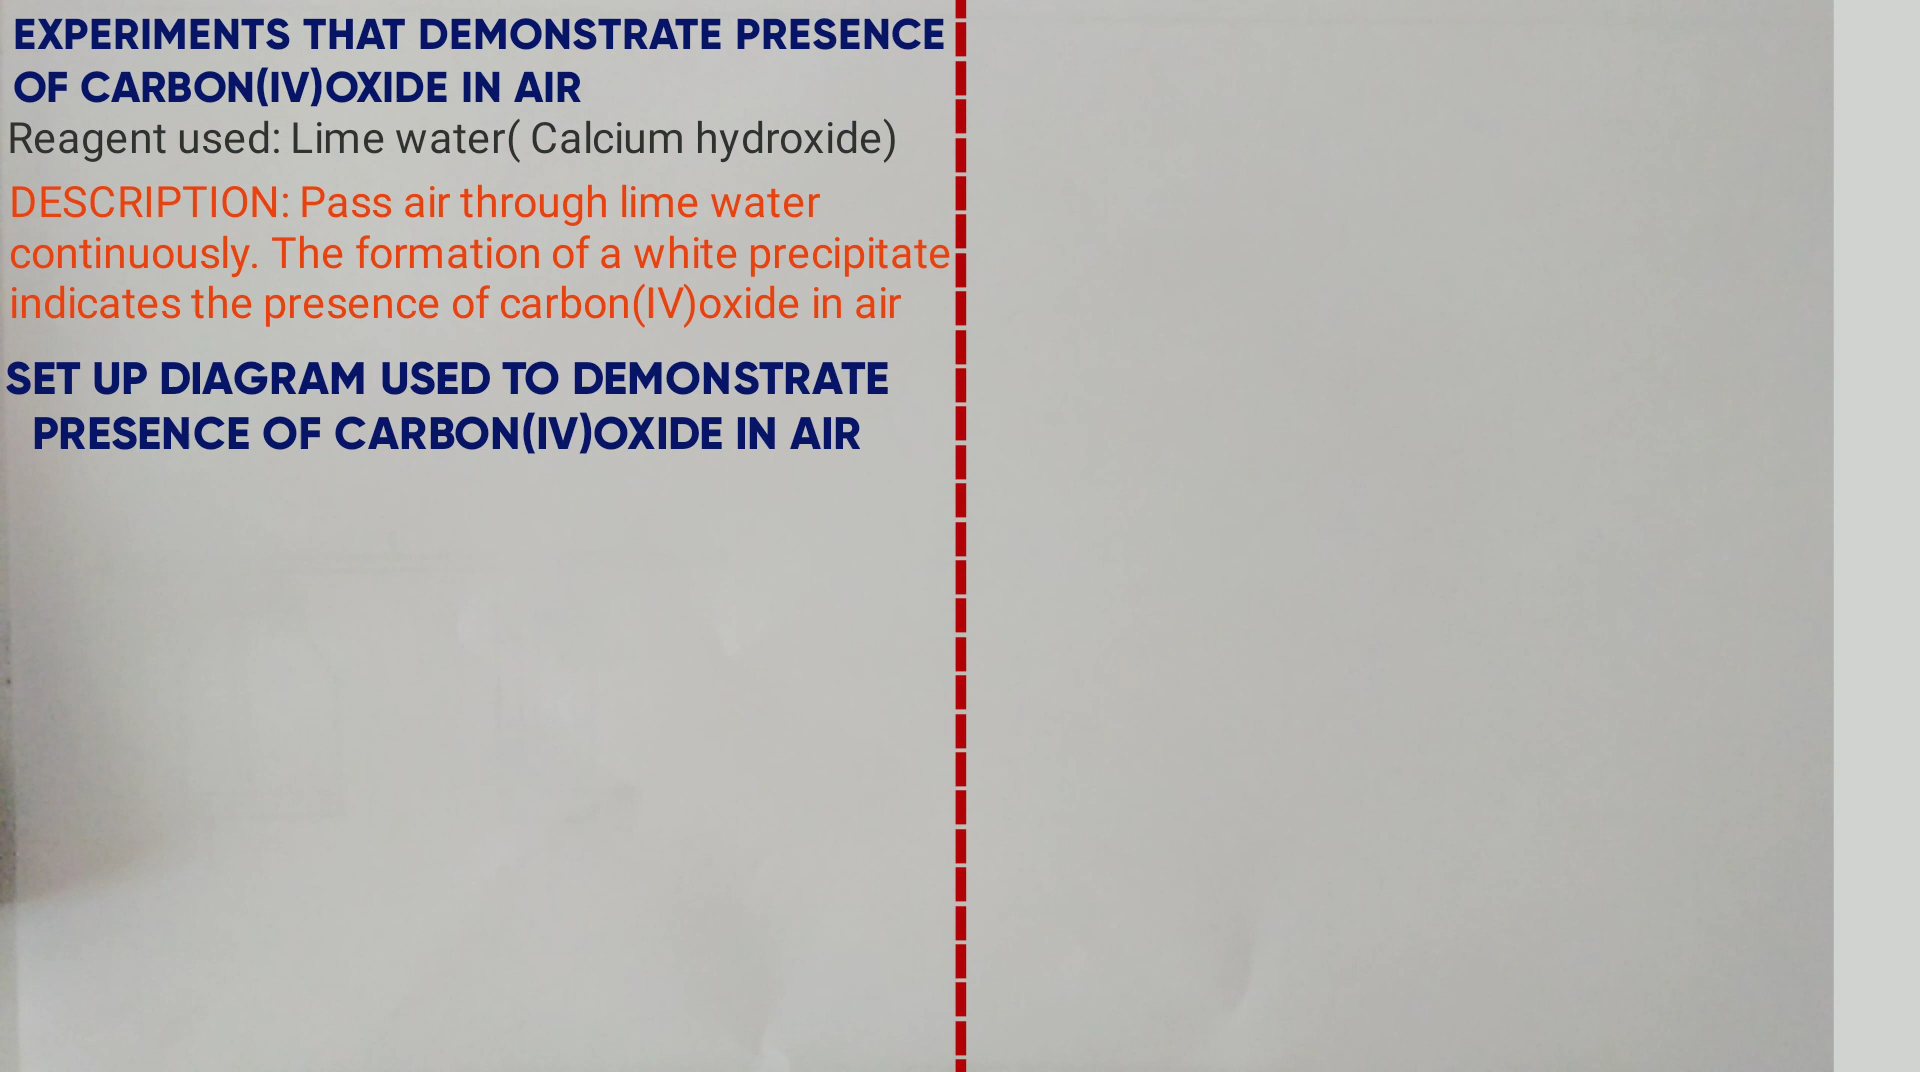 EXPERIMENTS THAT DEMONSTRATE PRESENCE
OF CARBON(IV)OXIDE IN AIR
Reagent used: Lime water( Calcium hydroxide)
DESCRIPTION: Pass air through lime water
continuously. The formation of a white precipitate
indicates the presence of carbon(IV)oxide in air
SET UP DIAGRAM USED TO DEMONSTRATE
PRESENCE OF CARBON(IV)OXIDE IN AIR